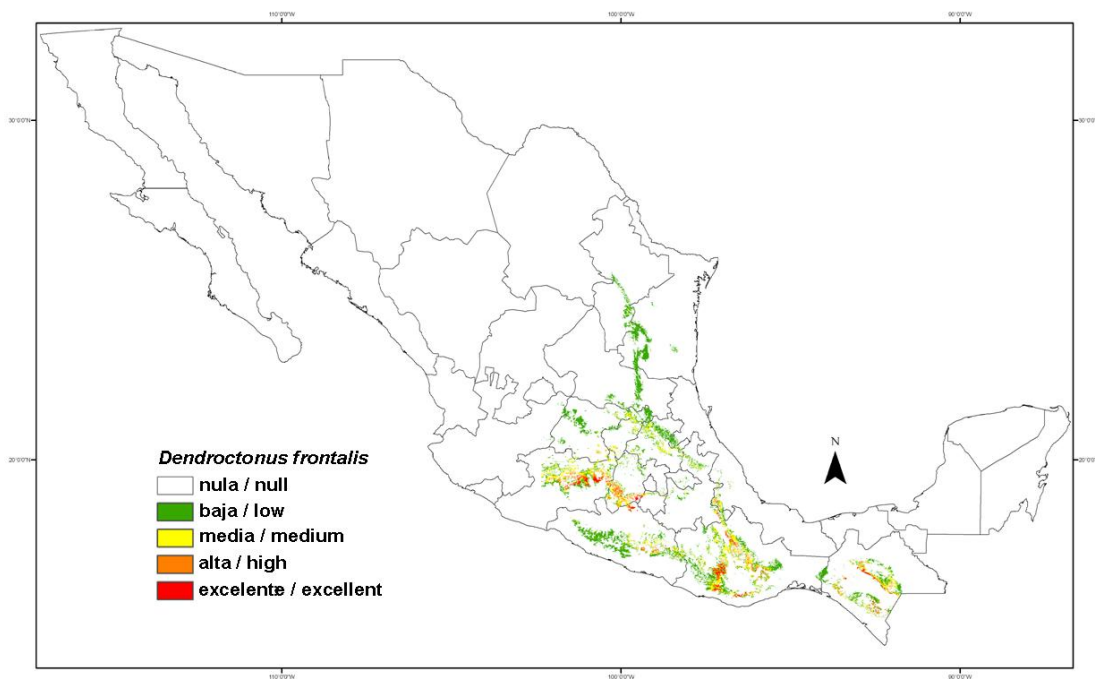 110°0'0"W 100°0'0"W 90°0'0"W
30°0'0"N 30°0'0"N
N
20°0'0"N 20°0'0"N
Dendroctonus frontalis
nula / null
baja / low
media / medium
alta / high
excelente / excellent
110°0'0"W 100°0'0"W 90°0'0"W